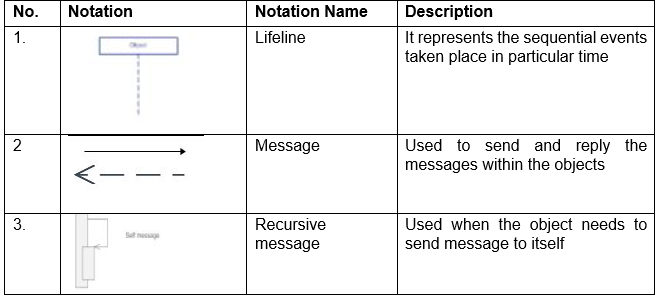 No. Notation Notation Name Description
1. Object Lifeline It represents the sequential events
taken place in particular time
2 Message Used to send and reply the
messages within the objects
3. Self message Recursive Used when the object needs to
message send message to itself